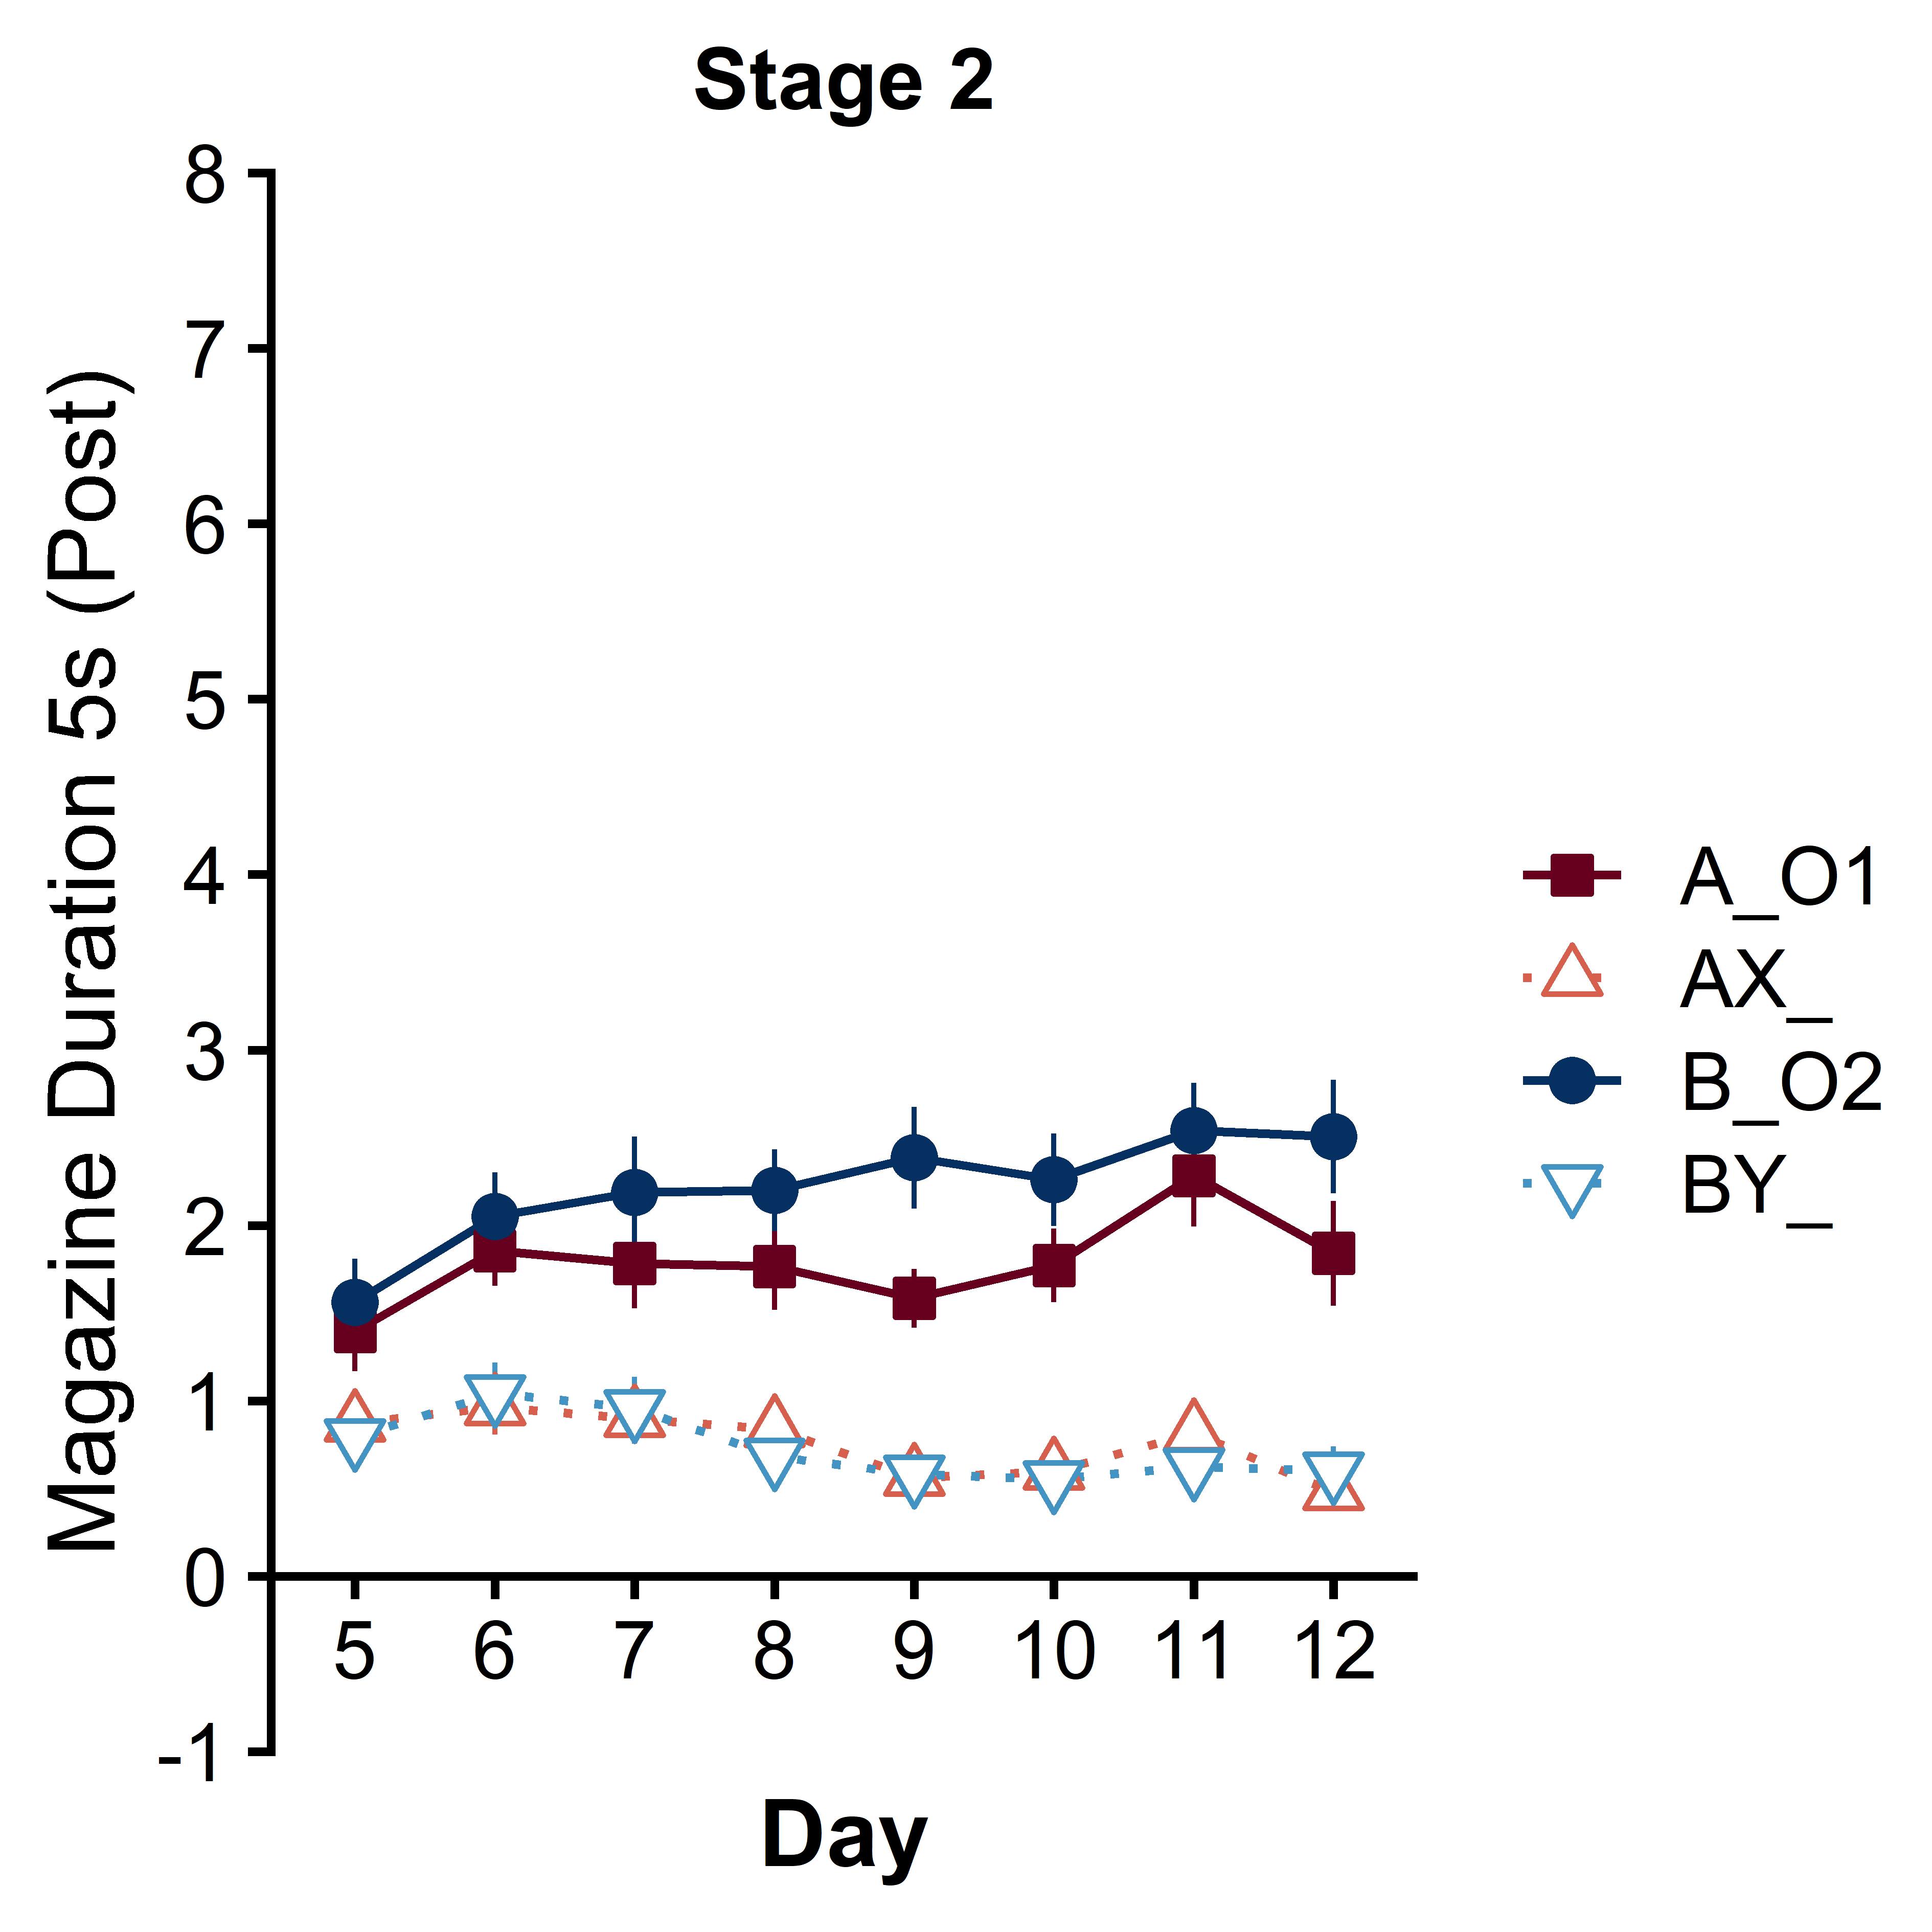 Stage 2
Magazine Duration 5s (Post)
8
7
6
5
4
3
2
1
0
-1
5 6 7 8 9 10 11 12
Day
A_O1
AX_
B_O2
BY_